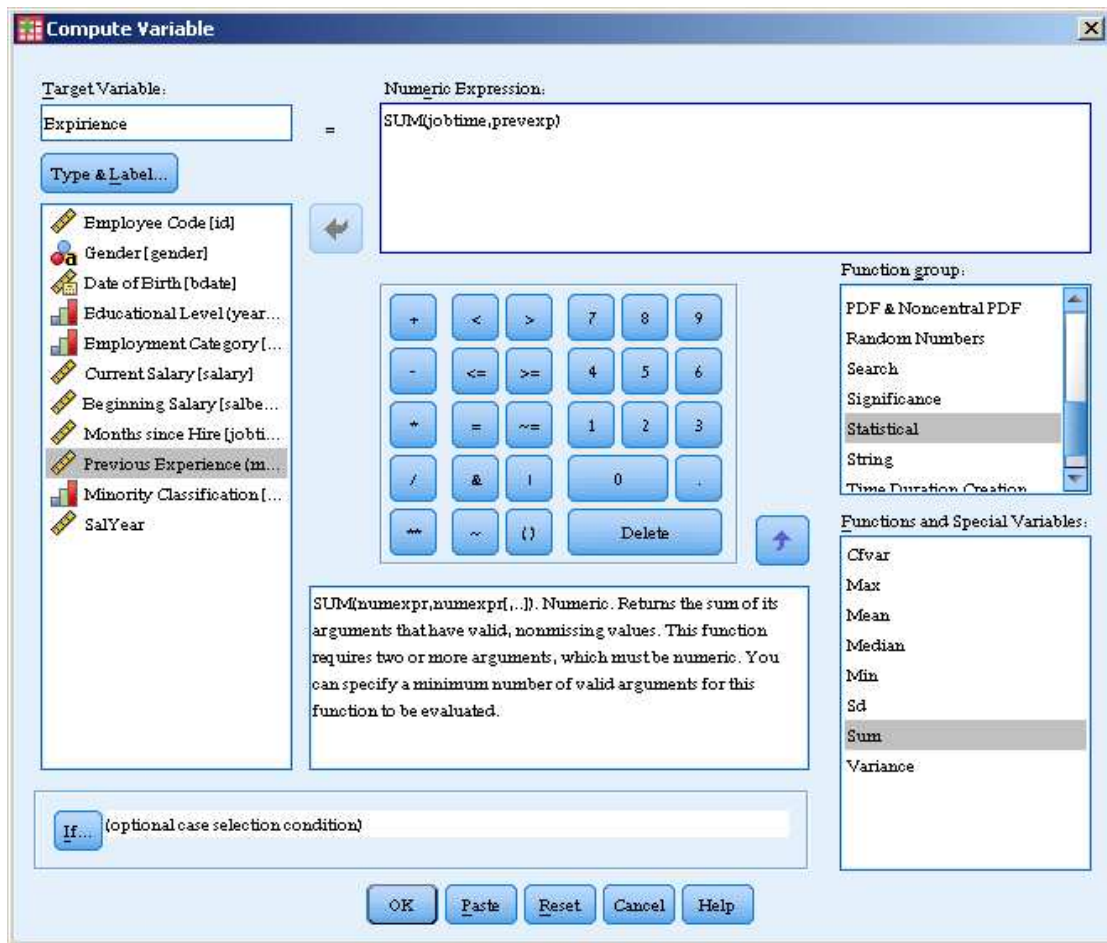 Compute Variable
Target Variable:
Expirience
=
Numeric Expression:
SUM(jobtime,prevexp)
Type & Label...
Employee Code [id]
Gender [gender]
Date of Birth [bdate]
Educational Level (year...
Employment Category [...
Current Salary [salary]
Beginning Salary [salbe...
Months since Hire [jobti...
Previous Experience (m...
Minority Classification [...
SalYear
+ < > 7 8 9
- <= >= 4 5 6
* = ~= 1 2 3
/ & | 0 .
** ~ () Delete
Function group:
PDF & Noncentral PDF
Random Numbers
Search
Significance
Statistical
String
Time Duration Creation
Functions and Special Variables:
Cfvar
Max
Mean
Median
Min
Sd
Sum
Variance
SUM(numexpr,numexpr[,..]). Numeric. Returns the sum of its
arguments that have valid, nonmissing values. This function
requires two or more arguments, which must be numeric. You
can specify a minimum number of valid arguments for this
function to be evaluated.
If... (optional case selection condition)
OK Paste Reset Cancel Help